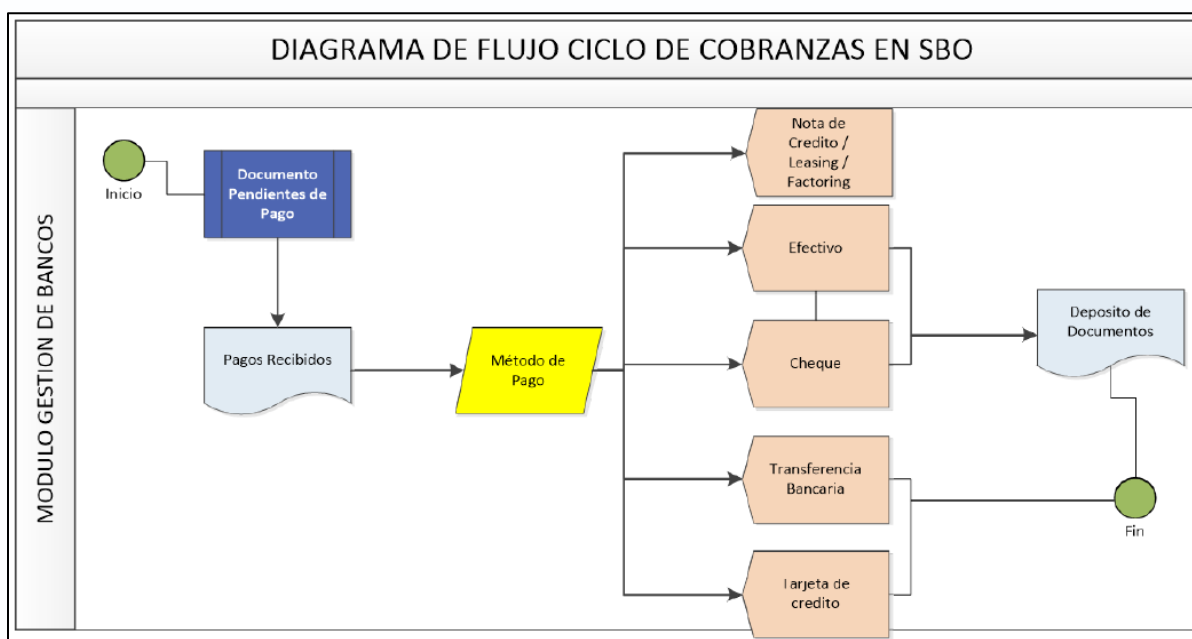 DIAGRAMA DE FLUJO CICLO DE COBRANZAS EN SBO
MODULO GESTION DE BANCOS
Inicio
Documento
Pendientes de
Pago
Pagos Recibidos
Método de
Pago
Nota de
Credito /
Leasing /
Factoring
Efectivo
Cheque
Transferencia
Bancaria
Tarjeta de
credito
Deposito de
Documentos
Fin